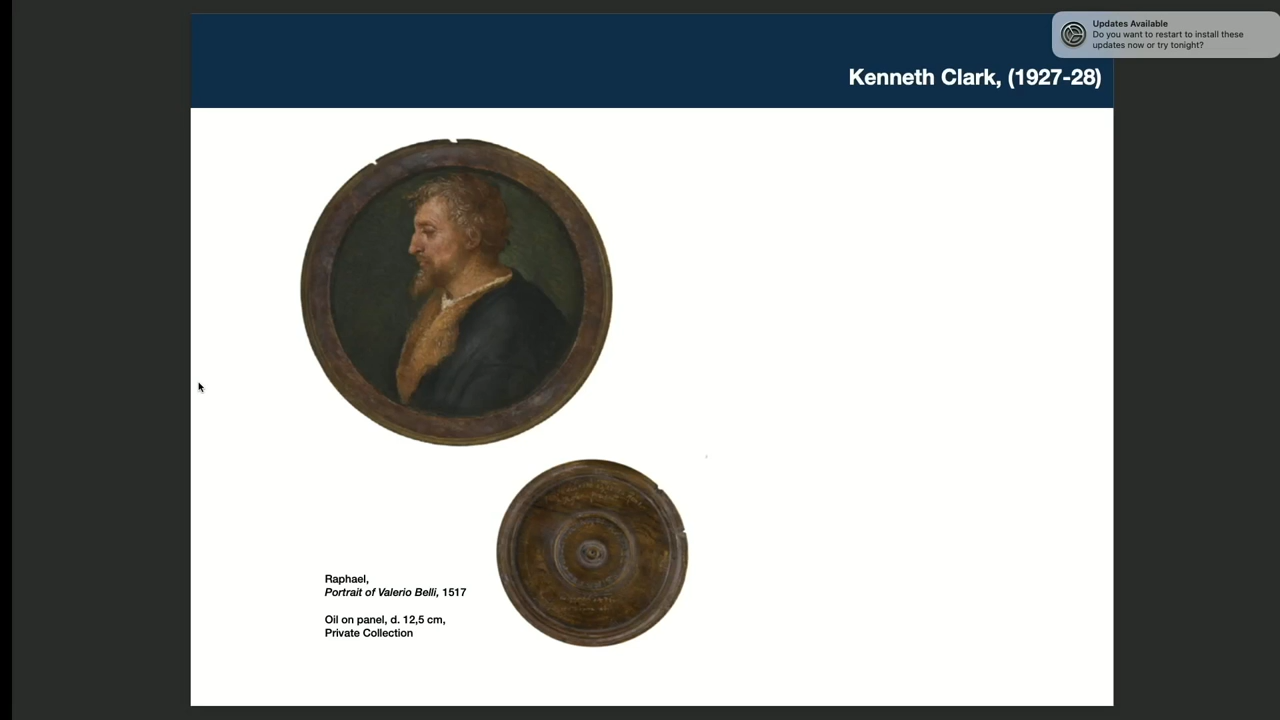 Updates Available
Do you want to restart to install these
updates now or try tonight?
Kenneth Clark, (1927-28)
Raphael,
Portrait of Valerio Belli, 1517
Oil on panel, d. 12,5 cm,
Private Collection